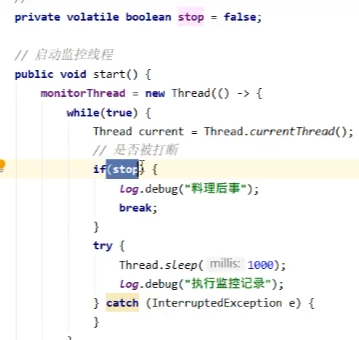 private volatile boolean stop = false;
// 启动监控线程
public void start() {
monitorThread = new Thread(() -> {
while(true) {
Thread current = Thread.currentThread();
// 是否被打断
if(stop) {
log.debug("料理后事");
break;
}
try {
Thread.sleep( millis: 1000);
log.debug("执行监控记录");
} catch (InterruptedException e) {
}
}